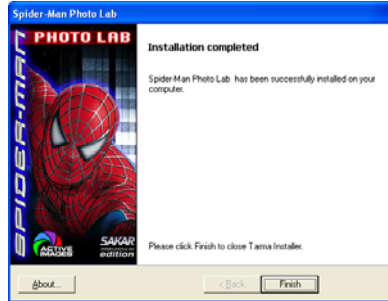 Spider-Man Photo Lab
PHOTO LAB
SPIDER-MAN
Installation completed
Spider-Man Photo Lab has been successfully installed on your
computer.
ACTIVE
IMAGES
SAKAR
edition
Please click Finish to close Tarma Installer.
About...
< Back
Finish